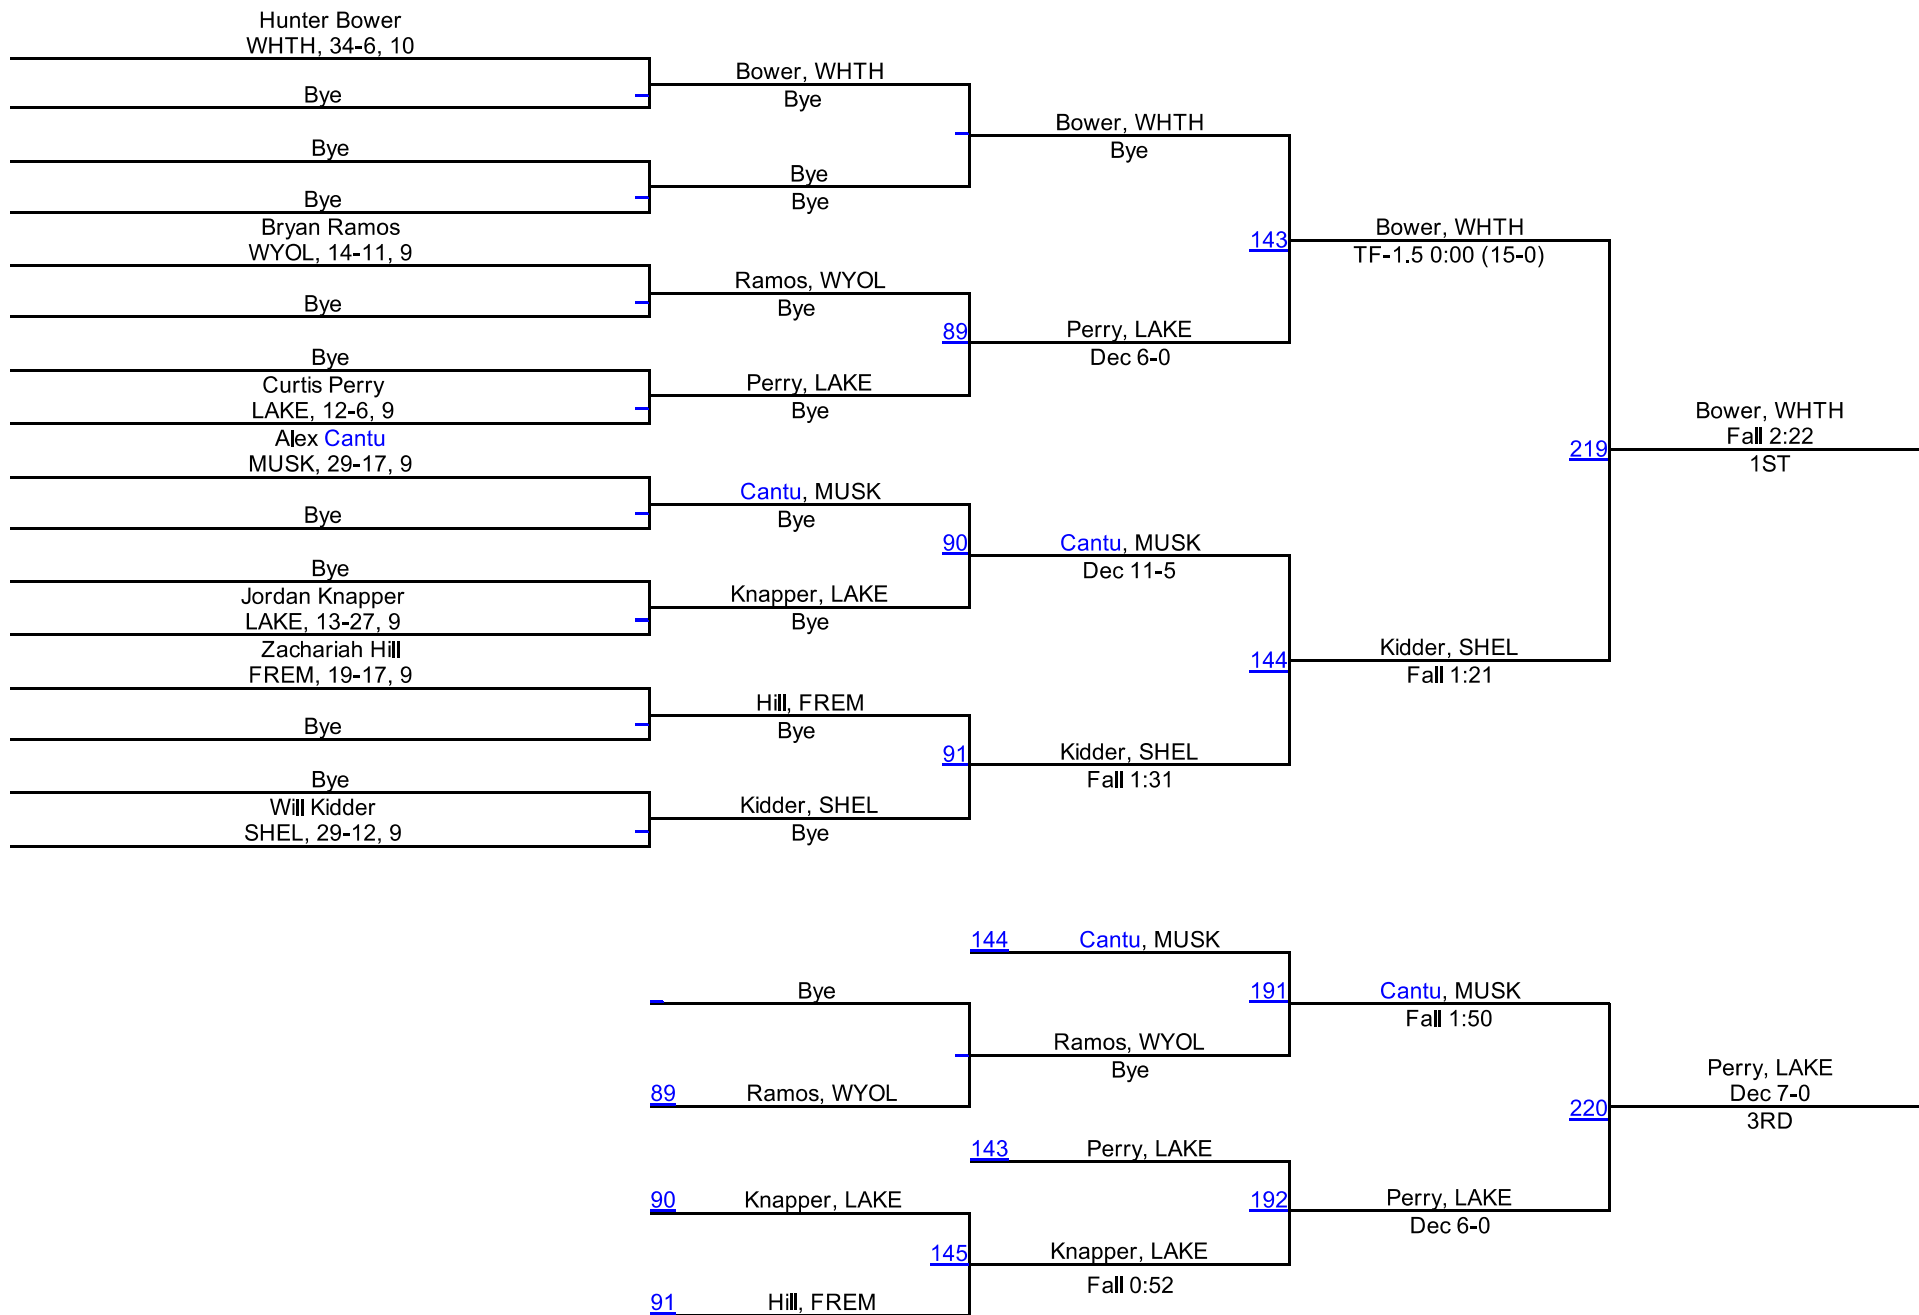 Hunter Bower
WHTH, 34-6, 10
Bye
Bye
Bye
Bryan Ramos
WYOL, 14-11, 9
Bye
Bye
Curtis Perry
LAKE, 12-6, 9
Alex Cantu
MUSK, 29-17, 9
Bye
Bye
Jordan Knapper
LAKE, 13-27, 9
Zachariah Hill
FREM, 19-17, 9
Bye
Bye
Will Kidder
SHEL, 29-12, 9
Bower, WHTH
Bye
Bye
Bye
Ramos, WYOL
Bye
Perry, LAKE
Bye
Cantu, MUSK
Bye
Knapper, LAKE
Bye
Hill, FREM
Bye
Kidder, SHEL
Bye
Bower, WHTH
Bye
89
Perry, LAKE
Dec 6-0
90
Cantu, MUSK
Dec 11-5
91
Kidder, SHEL
Fall 1:31
143
Bower, WHTH
TF-1.5 0:00 (15-0)
144
Kidder, SHEL
Fall 1:21
219
Bower, WHTH
Fall 2:22
1ST
Bye
89 Ramos, WYOL
90 Knapper, LAKE
91 Hill, FREM
144 Cantu, MUSK
Ramos, WYOL
Bye
143 Perry, LAKE
145
Knapper, LAKE
Fall 0:52
191
Cantu, MUSK
Fall 1:50
192
Perry, LAKE
Dec 6-0
220
Perry, LAKE
Dec 7-0
3RD